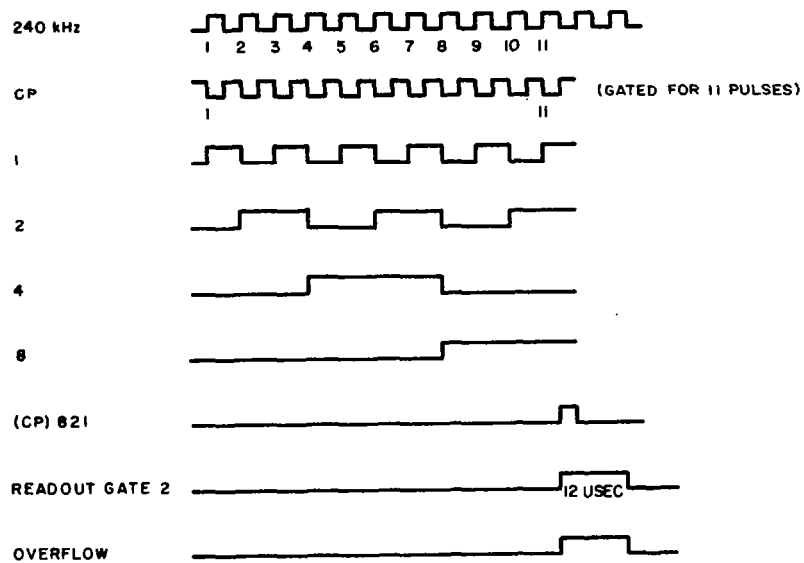 240 kHz
1 2 3 4 5 6 7 8 9 10 11
CP
(GATED FOR 11 PULSES)
1 11
1
2
4
8
(CP) 821
READOUT GATE 2
12 USEC
OVERFLOW